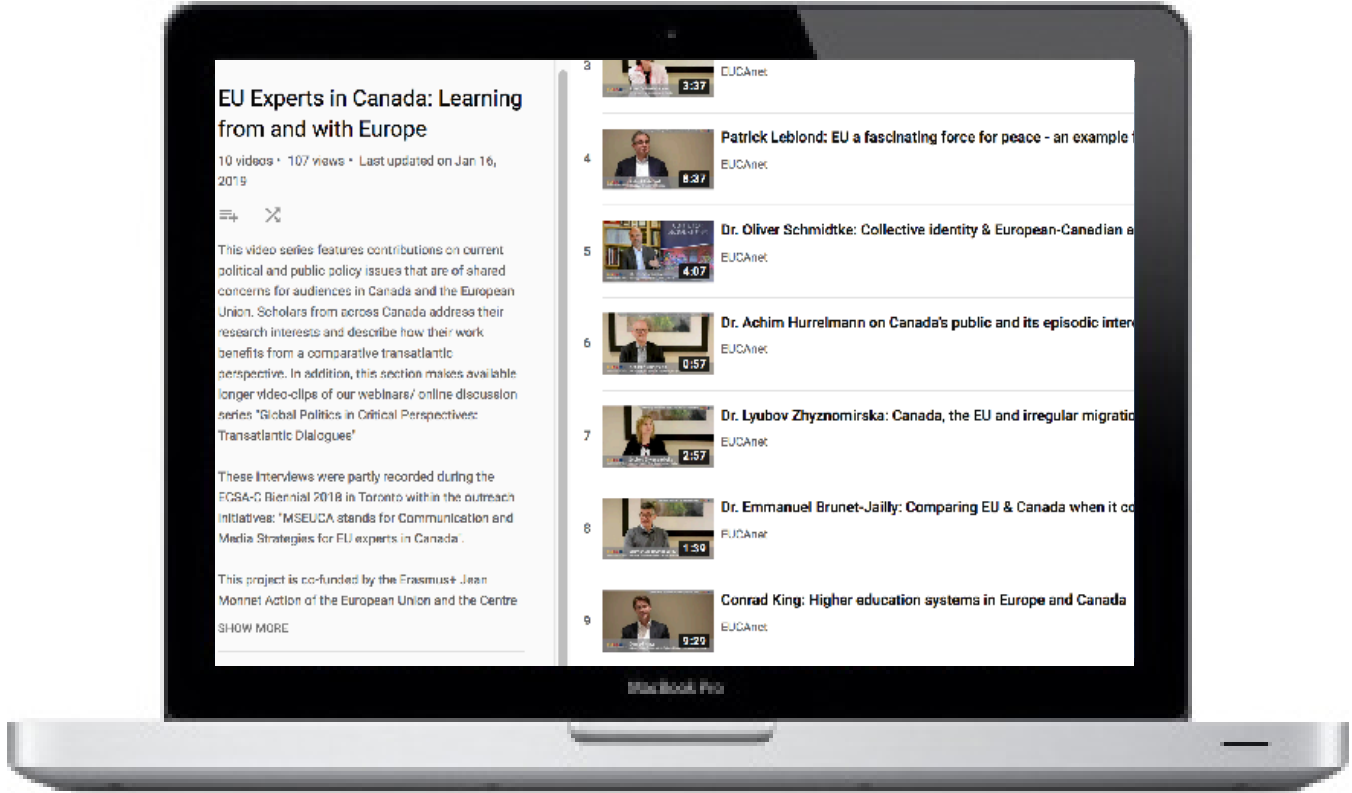 EU Experts in Canada: Learning
from and with Europe
10 videos • 107 views • Last updated on Jan 16,
2019
This video series features contributions on current
political and public policy issues that are of shared
concerns for audiences in Canada and the European
Union. Scholars from across Canada address their
research interests and describe how their work
benefits from a comparative transatlantic
perspective. In addition, this section makes available
longer video-clips of our webinars/ online discussion
series "Global Politics in Critical Perspectives:
Transatlantic Dialogues"
These interviews were partly recorded during the
ECSA-C Biennial 2018 in Toronto within the outreach
initiatives: "MSEUCA stands for Communication and
Media Strategies for EU experts in Canada".
This project is co-funded by the Erasmus+ Jean
Monnet Action of the European Union and the Centre
SHOW MORE
3
3:37
EUCAnet
4
8:37
Patrick Leblond: EU a fascinating force for peace - an example
EUCAnet
5
4:07
Dr. Oliver Schmidtke: Collective identity & European-Canadian a
EUCAnet
6
0:57
Dr. Achim Hurrelmann on Canada's public and its episodic inter
EUCAnet
7
2:57
Dr. Lyubov Zhyznomirska: Canada, the EU and irregular migratio
EUCAnet
8
1:39
Dr. Emmanuel Brunet-Jailly: Comparing EU & Canada when it co
EUCAnet
9
9:29
Conrad King: Higher education systems in Europe and Canada
EUCAnet
MacBook Pro